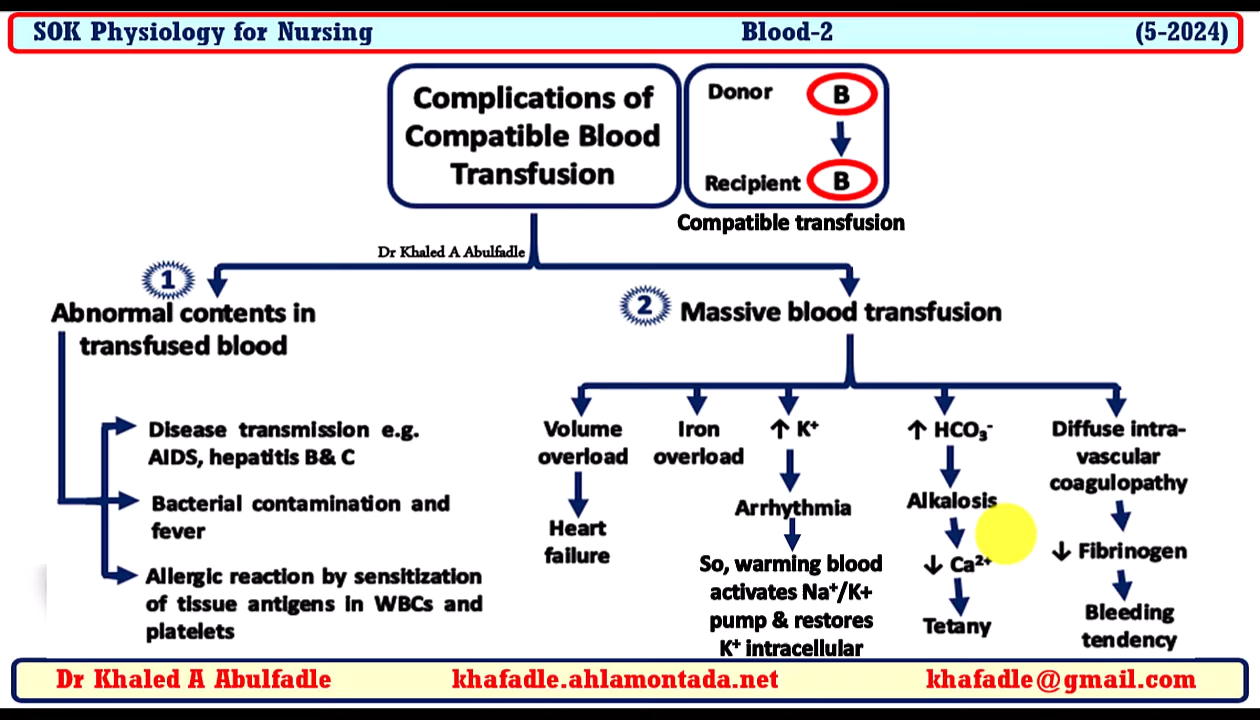 SOK Physiology for Nursing Blood-2 (5-2024)
Complications of
Compatible Blood
Transfusion
Donor B
Recipient B
Compatible transfusion
Dr Khaled A Abulfadle
1
Abnormal contents in
transfused blood
Disease transmission e.g.
AIDS, hepatitis B& C
Bacterial contamination and
fever
Allergic reaction by sensitization
of tissue antigens in WBCs and
platelets
2 Massive blood transfusion
Volume
overload
Heart
failure
Iron
overload
↑ K⁺
Arrhythmia
So, warming blood
activates Na⁺/K+
pump & restores
K⁺ intracellular
↑ HCO₃⁻
Alkalosis
↓ Ca²⁺
Tetany
Diffuse intra-
vascular
coagulopathy
↓ Fibrinogen
Bleeding
tendency
Dr Khaled A Abulfadle khafadle.ahlamontada.net khafadle@gmail.com